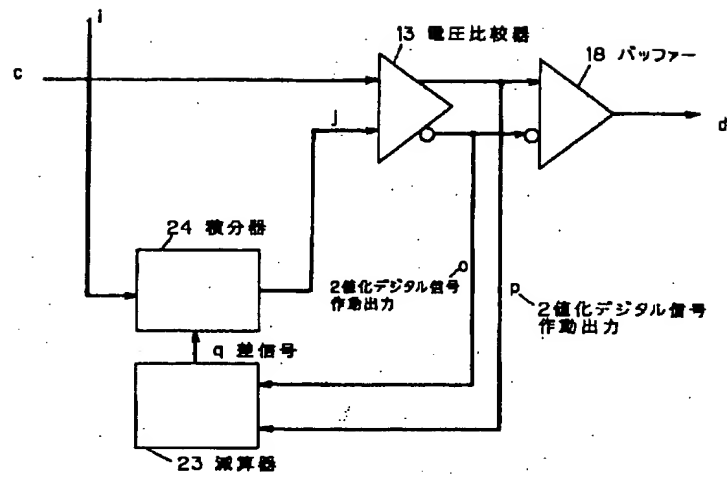 i
13 電圧比較器
18 バッファー
c
j
d
24 積分器
o
2値化デジタル信号
作動出力
p
2値化デジタル信号
作動出力
q 差信号
23 減算器